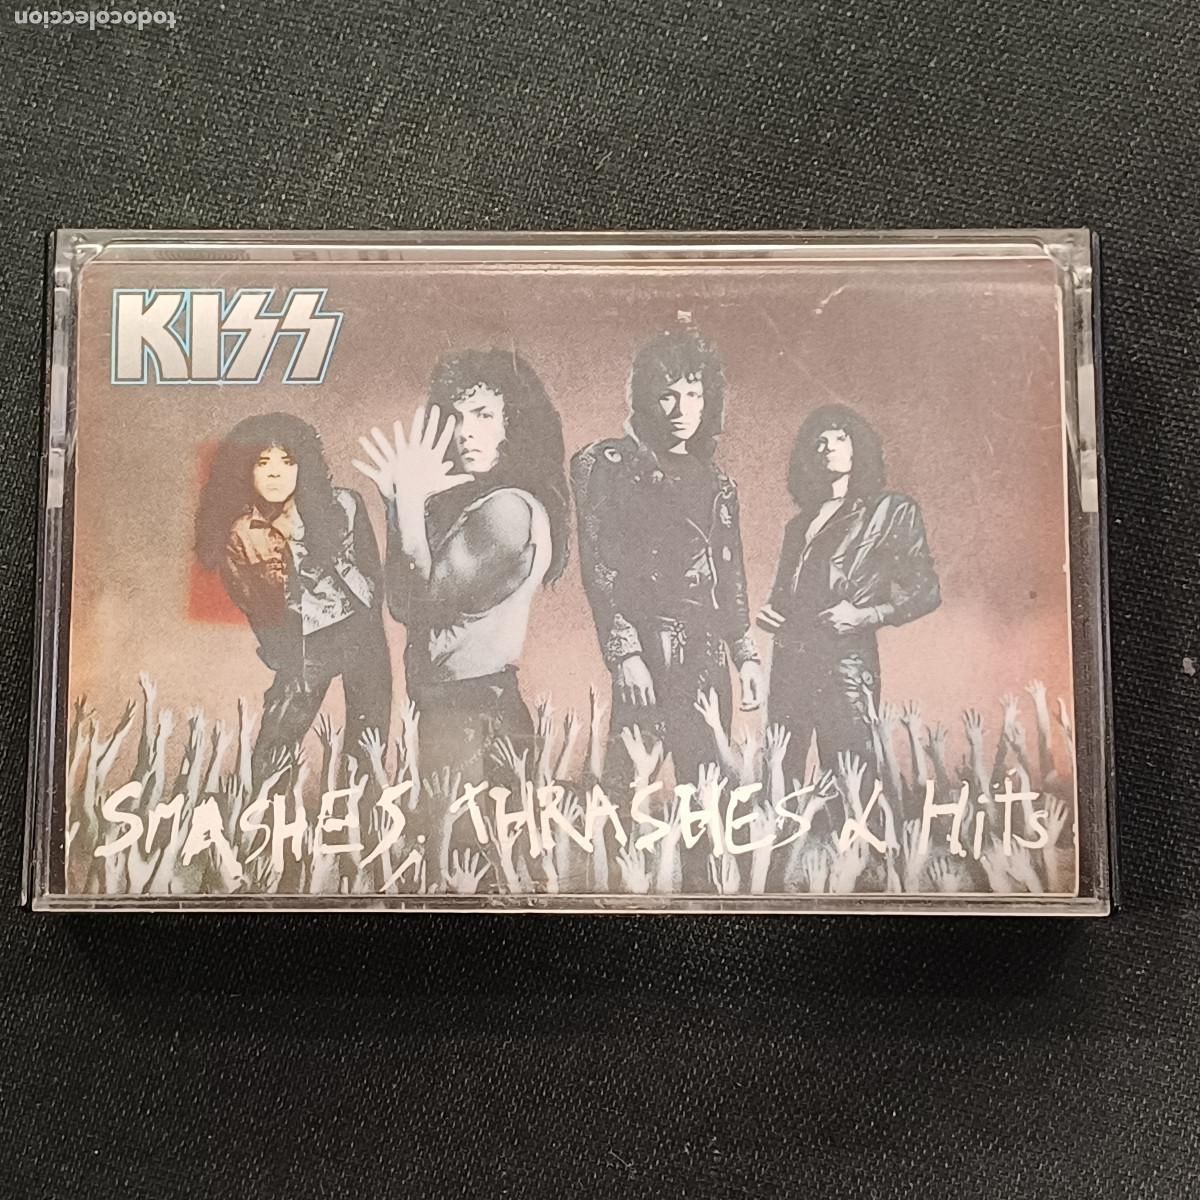 todocoleccion
KISS
SMASHES, tHRASHES & Hits